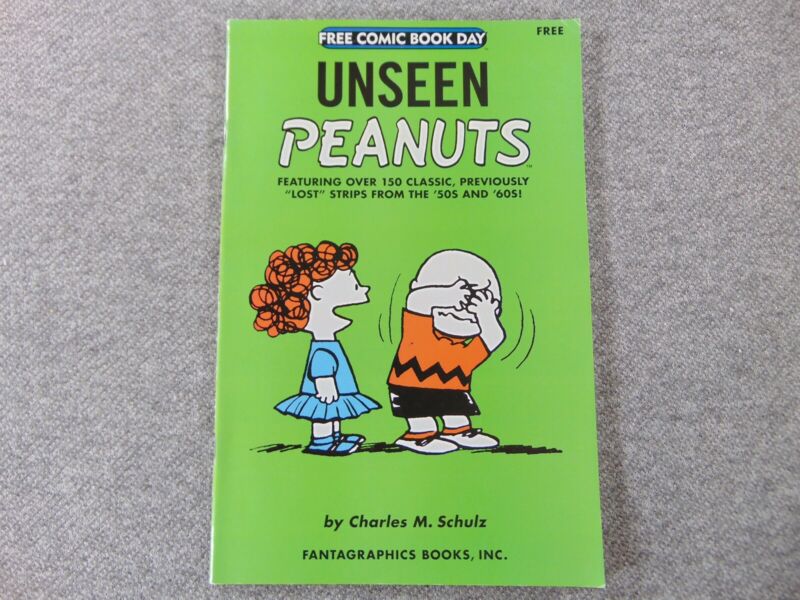 FREE COMIC BOOK DAY
FREE
UNSEEN
PEANUTS™
FEATURING OVER 150 CLASSIC, PREVIOUSLY
"LOST" STRIPS FROM THE '50S AND '60S!
by Charles M. Schulz
FANTAGRAPHICS BOOKS, INC.